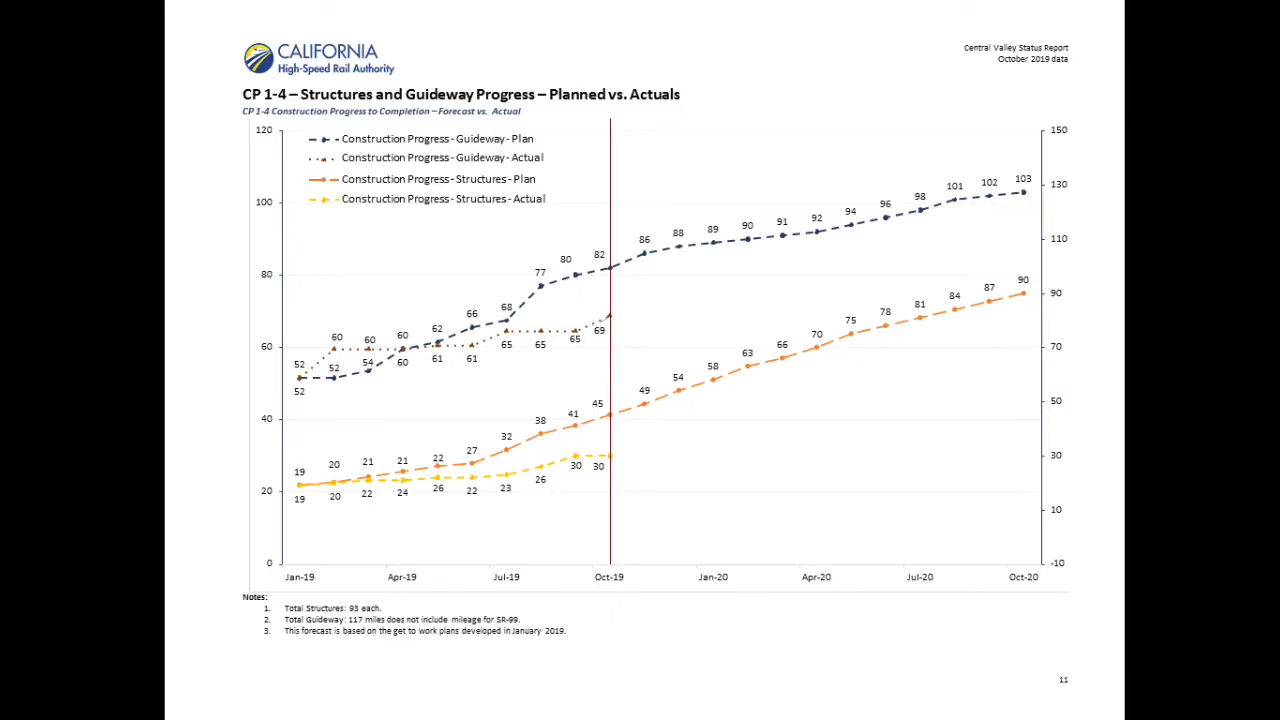 CALIFORNIA
High-Speed Rail Authority
Central Valley Status Report
October 2019 data
CP 1-4 – Structures and Guideway Progress – Planned vs. Actuals
CP 1-4 Construction Progress to Completion – Forecast vs. Actual
Construction Progress - Guideway - Plan
Construction Progress - Guideway - Actual
Construction Progress - Structures - Plan
Construction Progress - Structures - Actual
120 100 80 60 40 20 0
150 130 110 90 70 50 30 10 -10
52 52 54 60 62 66 68 77 80 82 86 88 89 90 91 92 94 96 98 101 102 103
52 60 60 60 61 61 65 65 65 69
19 20 21 21 22 27 32 38 41 45 49 54 58 63 66 70 75 78 81 84 87 90
19 20 22 24 26 22 23 26 30 30
Jan-19 Apr-19 Jul-19 Oct-19 Jan-20 Apr-20 Jul-20 Oct-20
Notes:
1. Total Structures: 93 each.
2. Total Guideway: 117 miles does not include mileage for SR-99.
3. This forecast is based on the get to work plans developed in January 2019.
11